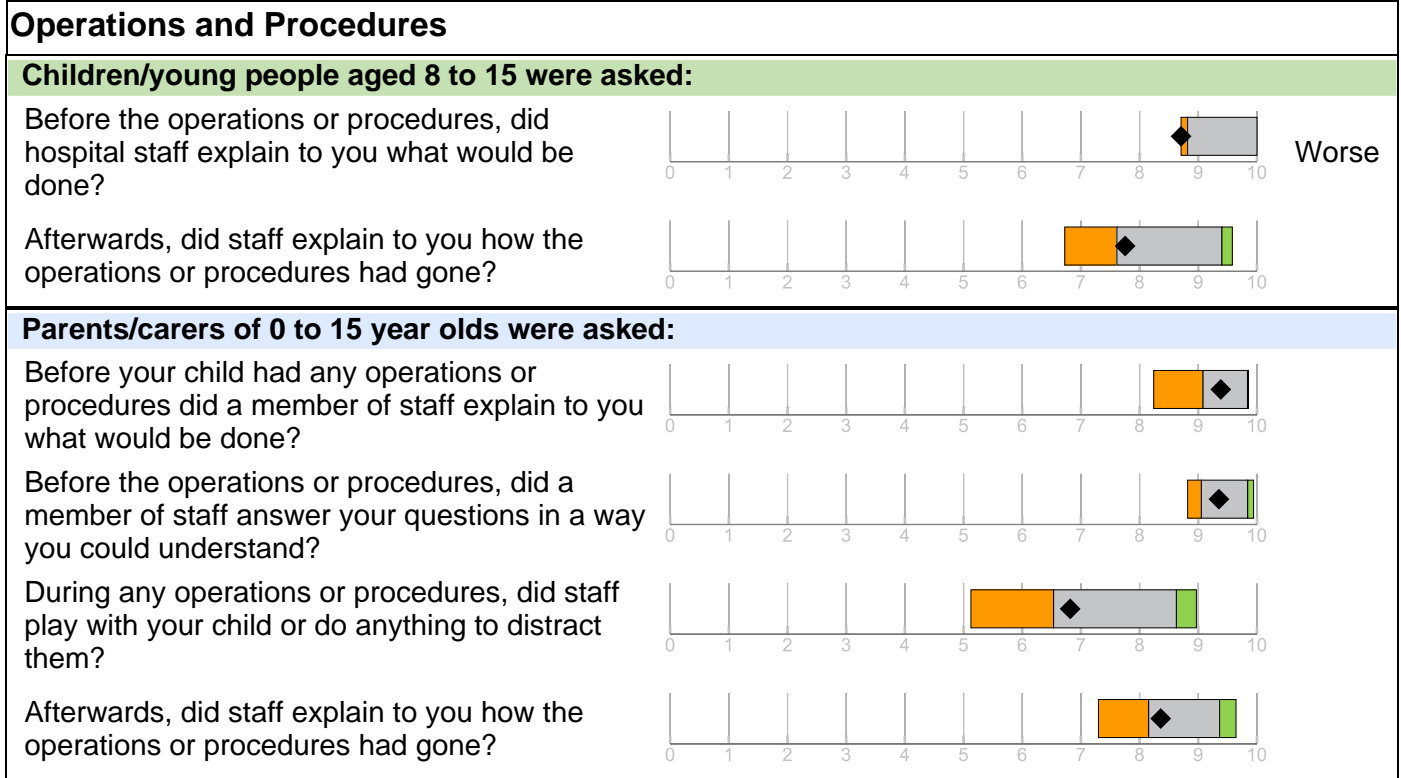 Operations and Procedures
Children/young people aged 8 to 15 were asked:
Before the operations or procedures, did
hospital staff explain to you what would be
done?
0 1 2 3 4 5 6 7 8 9 10
Worse
Afterwards, did staff explain to you how the
operations or procedures had gone?
0 1 2 3 4 5 6 7 8 9 10
Parents/carers of 0 to 15 year olds were asked:
Before your child had any operations or
procedures did a member of staff explain to you
what would be done?
0 1 2 3 4 5 6 7 8 9 10
Before the operations or procedures, did a
member of staff answer your questions in a way
you could understand?
0 1 2 3 4 5 6 7 8 9 10
During any operations or procedures, did staff
play with your child or do anything to distract
them?
0 1 2 3 4 5 6 7 8 9 10
Afterwards, did staff explain to you how the
operations or procedures had gone?
0 1 2 3 4 5 6 7 8 9 10